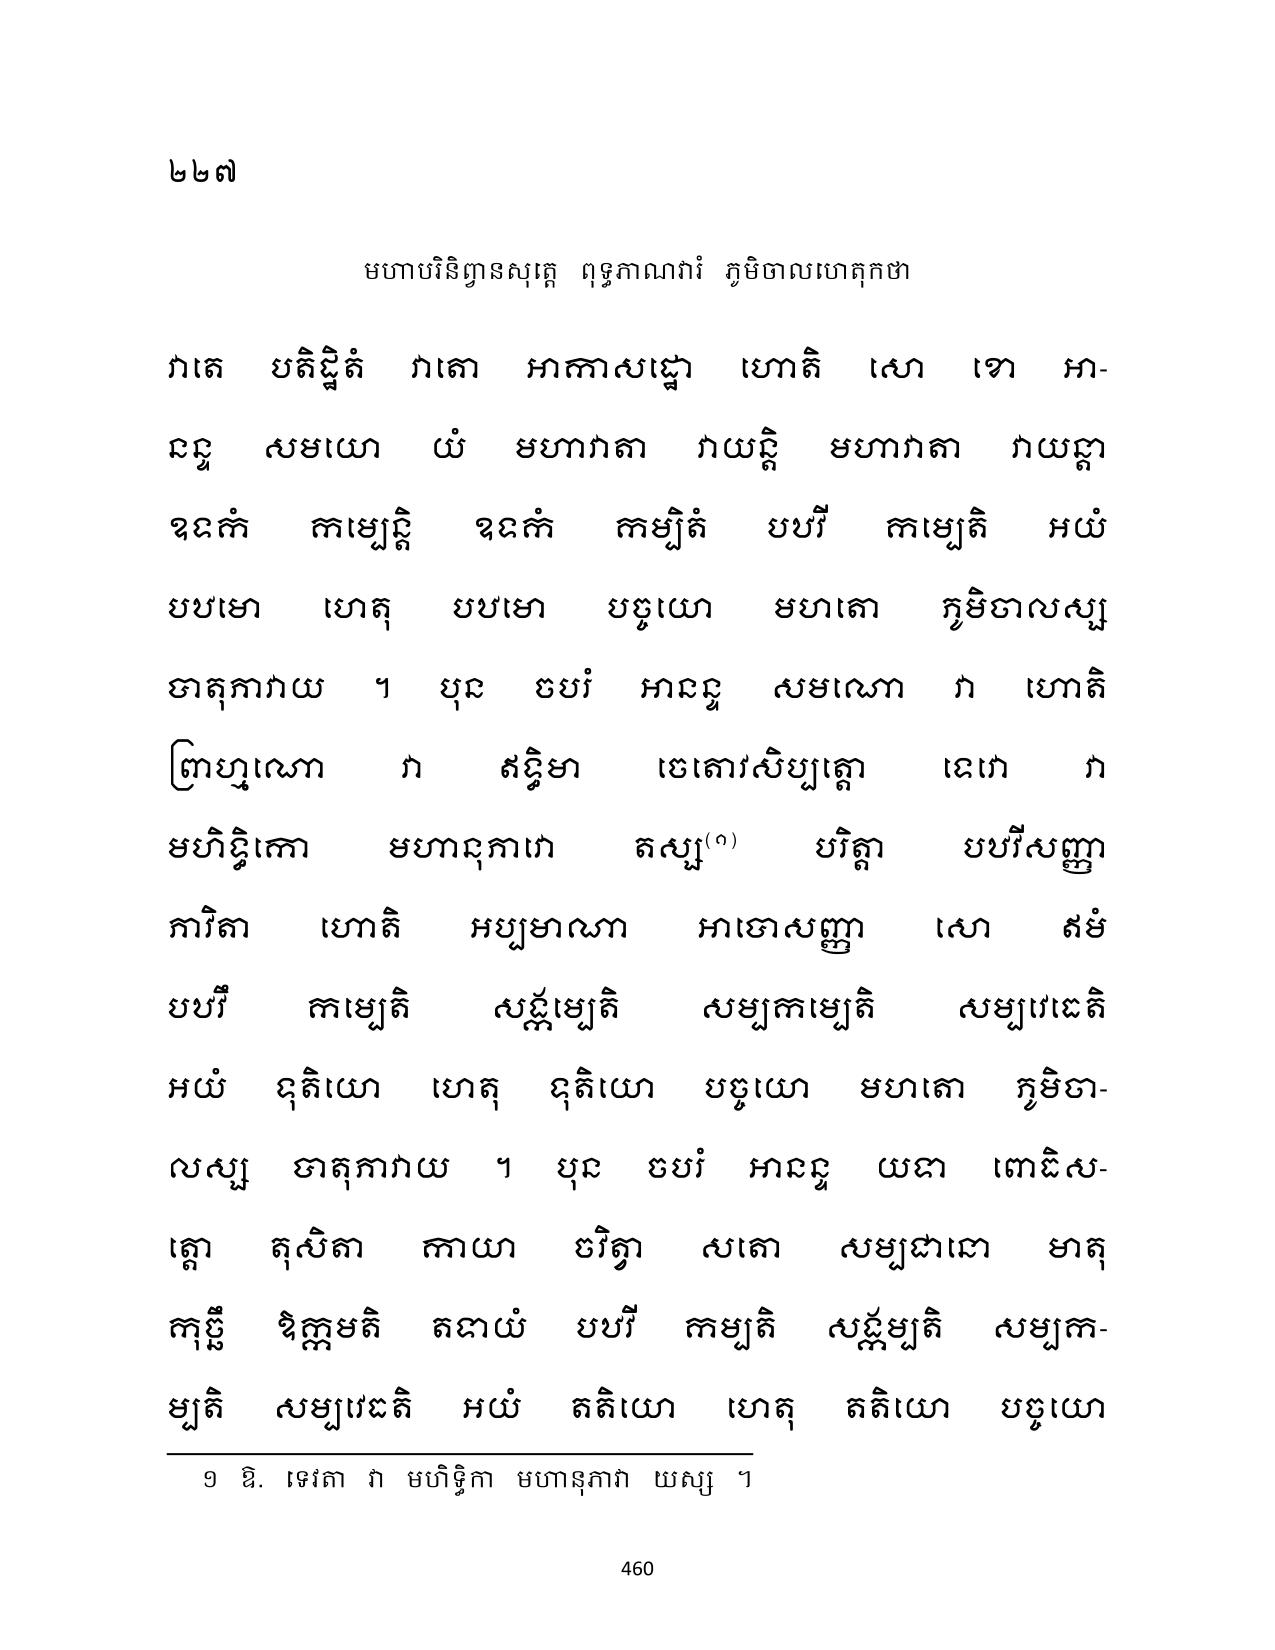 ២២៧
មហាបរិនិព្វានសុត្តេ ពុទ្ធភាណវារំ ភូមិចាលហេតុកថា
វាតេ បតិដ្ឋិតំ វាតោ អាកាសដ្ឋោ ហោតិ សោ ខោ អា-
នន្ទ សមយោ យំ មហាវាតា វាយន្តិ មហាវាតា វាយន្តា
ឧទកំ កម្បេន្តិ ឧទកំ កម្បិតំ បឋវី កម្បេតិ អយំ
បឋមោ ហេតុ បឋមោ បច្ចយោ មហតោ ភូមិចាលស្ស
បាតុភាវាយ ។ បុន ចបរំ អានន្ទ សមណោ វា ហោតិ
ព្រាហ្មណោ វា ឥទ្ធិមា ចេតោវសិប្បត្តោ ទេវោ វា
មហិទ្ធិកោ មហានុភាវោ តស្ស(១) បរិត្តា បឋវីសញ្ញា
ភាវិតា ហោតិ អប្បមាណា អាបោសញ្ញា សោ ឥមំ
បឋវឹ កម្បេតិ សង្កម្បេតិ សម្បកម្បេតិ សម្បវេធេតិ
អយំ ទុតិយោ ហេតុ ទុតិយោ បច្ចយោ មហតោ ភូមិចា-
លស្ស បាតុភាវាយ ។ បុន ចបរំ អានន្ទ យទា ពោធិស-
ត្តោ តុសិតា កាយា ចវិត្វា សតោ សម្បជានោ មាតុ
កុច្ឆឹ ឱក្កមតិ តទាយំ បឋវី កម្បតិ សង្កម្បតិ សម្បក-
ម្បតិ សម្បវេធតិ អយំ តតិយោ ហេតុ តតិយោ បច្ចយោ
១ ឱ. ទេវតា វា មហិទ្ធិកា មហានុភាវា យស្ស ។
460